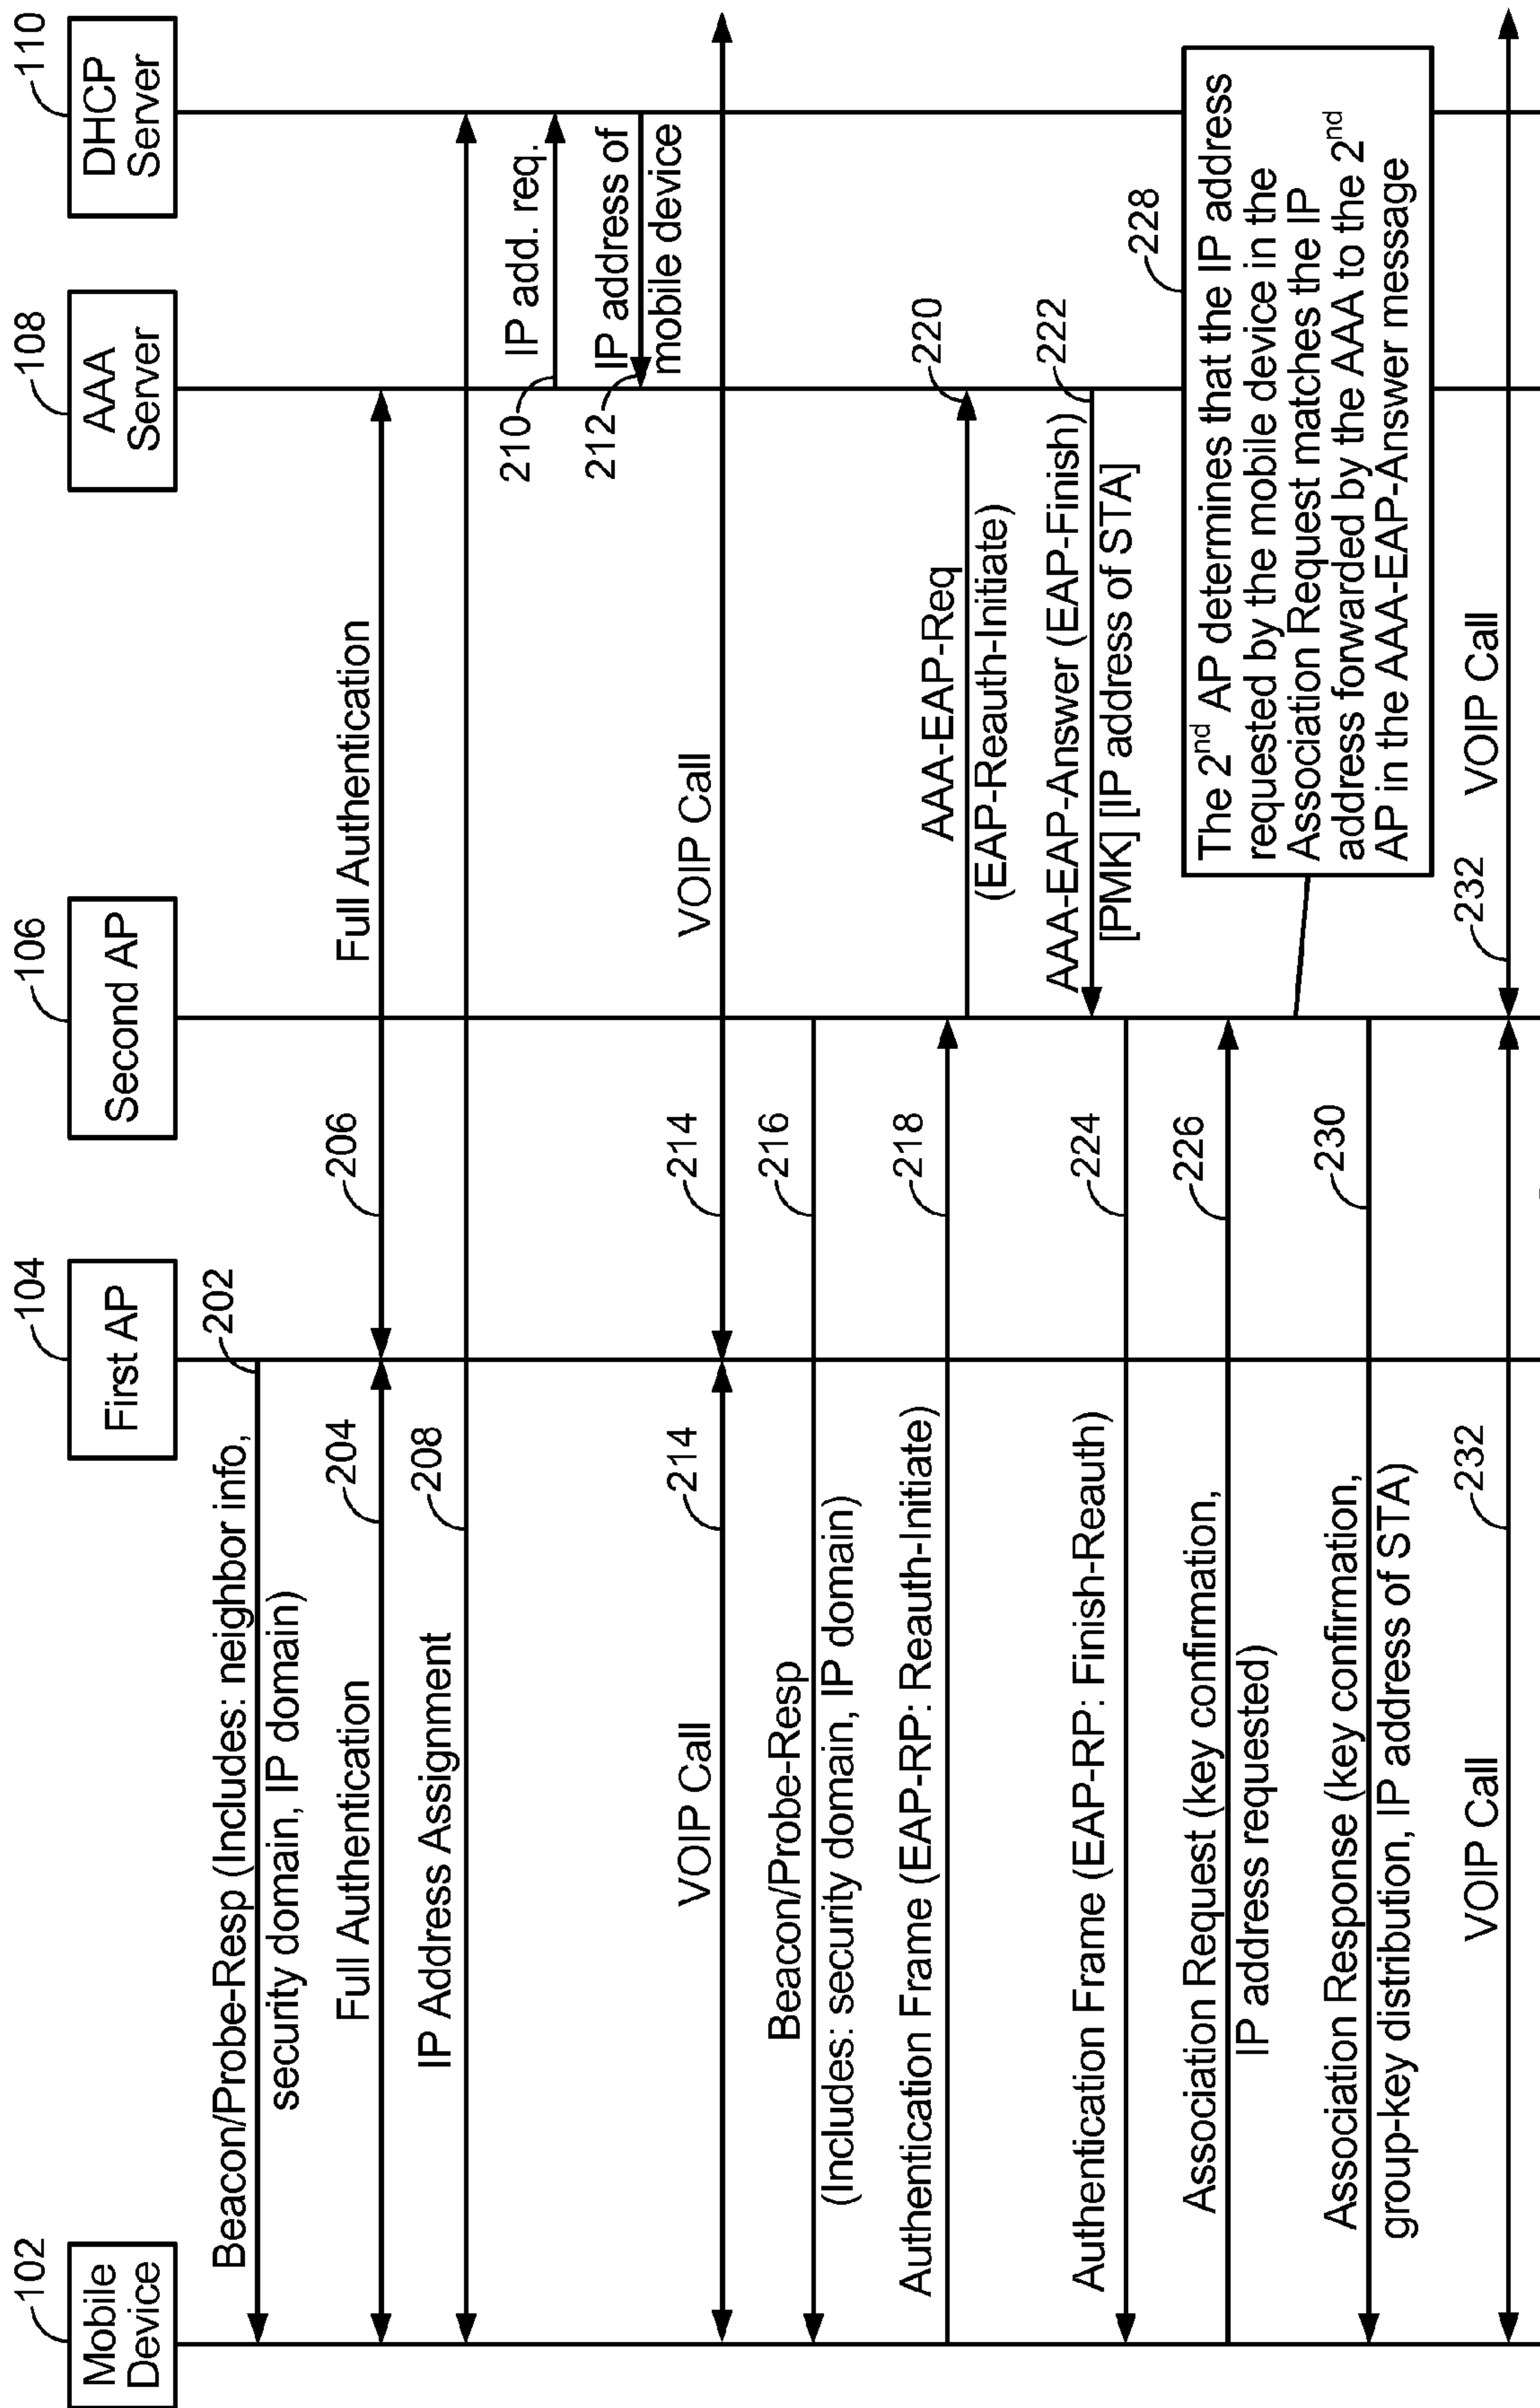 102
Mobile
Device
104
First AP
106
Second AP
108
AAA
Server
110
DHCP
Server
202
Beacon/Probe-Resp (Includes: neighbor info,
security domain, IP domain)
204
Full Authentication
206
Full Authentication
208
IP Address Assignment
IP add. req.
210
IP address of
mobile device
212
214
VOIP Call
214
VOIP Call
216
Beacon/Probe-Resp
(Includes: security domain, IP domain)
218
Authentication Frame (EAP-RP: Reauth-Initiate)
220
AAA-EAP-Req
(EAP-Reauth-Initiate)
222
AAA-EAP-Answer (EAP-Finish)
[PMK] [IP address of STA]
224
Authentication Frame (EAP-RP: Finish-Reauth)
226
Association Request (key confirmation,
IP address requested)
228
The 2nd AP determines that the IP address
requested by the mobile device in the
Association Request matches the IP
address forwarded by the AAA to the 2nd
AP in the AAA-EAP-Answer message
230
Association Response (key confirmation,
group-key distribution, IP address of STA)
232
VOIP Call
232
VOIP Call